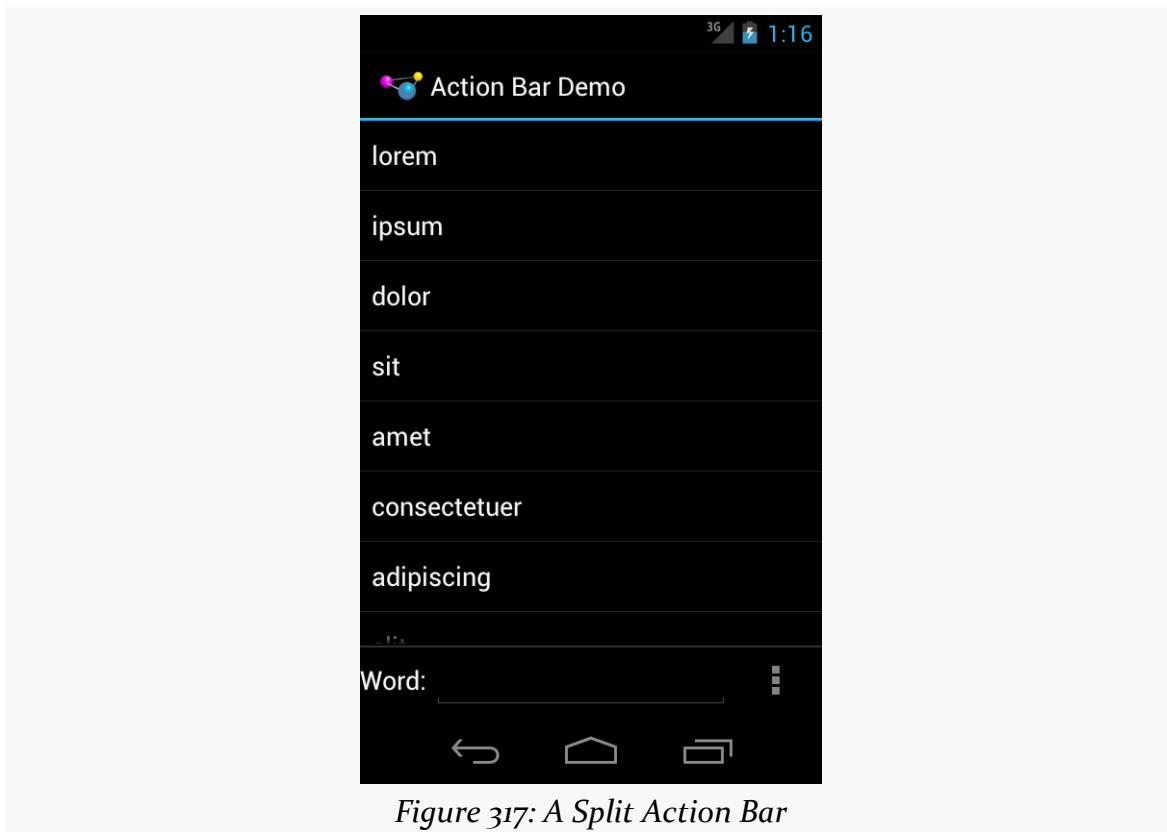 3G 1:16
Action Bar Demo
lorem
ipsum
dolor
sit
amet
consectetuer
adipiscing
elit
Word:
Figure 317: A Split Action Bar